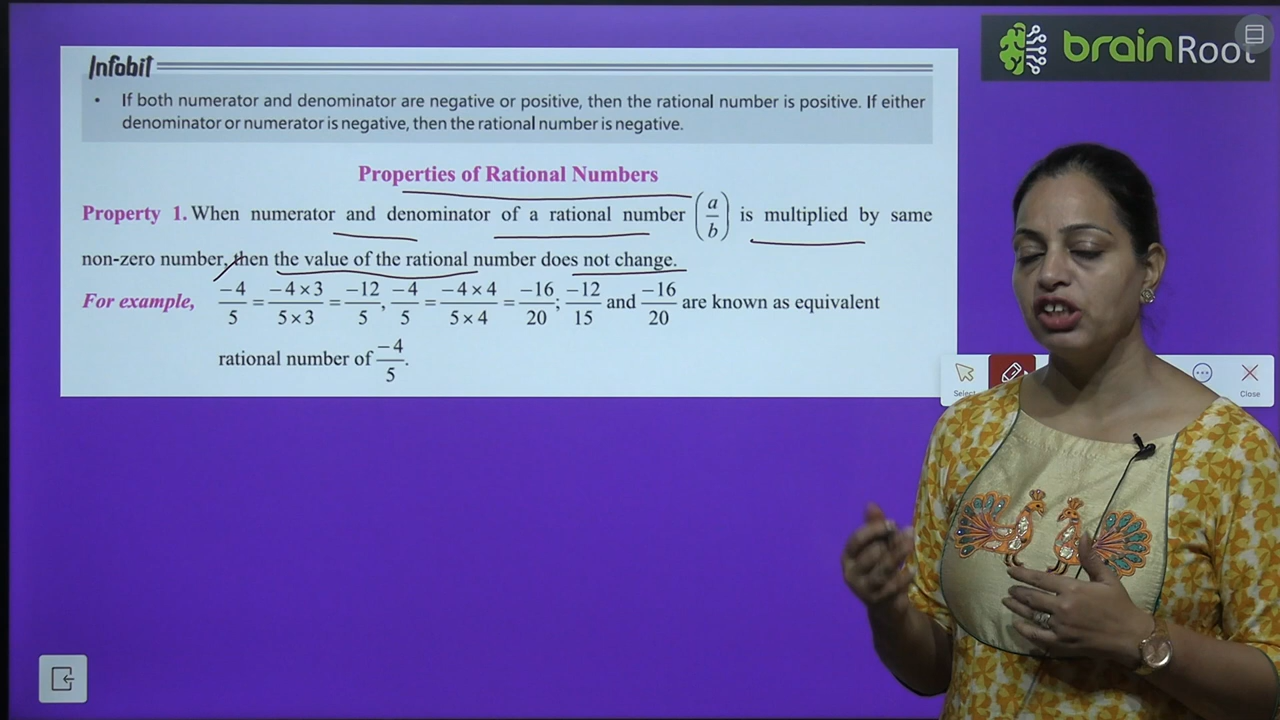 brainRoot
Infobit
• If both numerator and denominator are negative or positive, then the rational number is positive. If either
denominator or numerator is negative, then the rational number is negative.
Properties of Rational Numbers
Property 1. When numerator and denominator of a rational number (a/b) is multiplied by same
non-zero number, then the value of the rational number does not change.
For example, -4/5 = -4 × 3/5 × 3 = -12/5, -4/5 = -4 × 4/5 × 4 = -16/20; -12/15 and -16/20 are known as equivalent
rational number of -4/5.
Select
Close